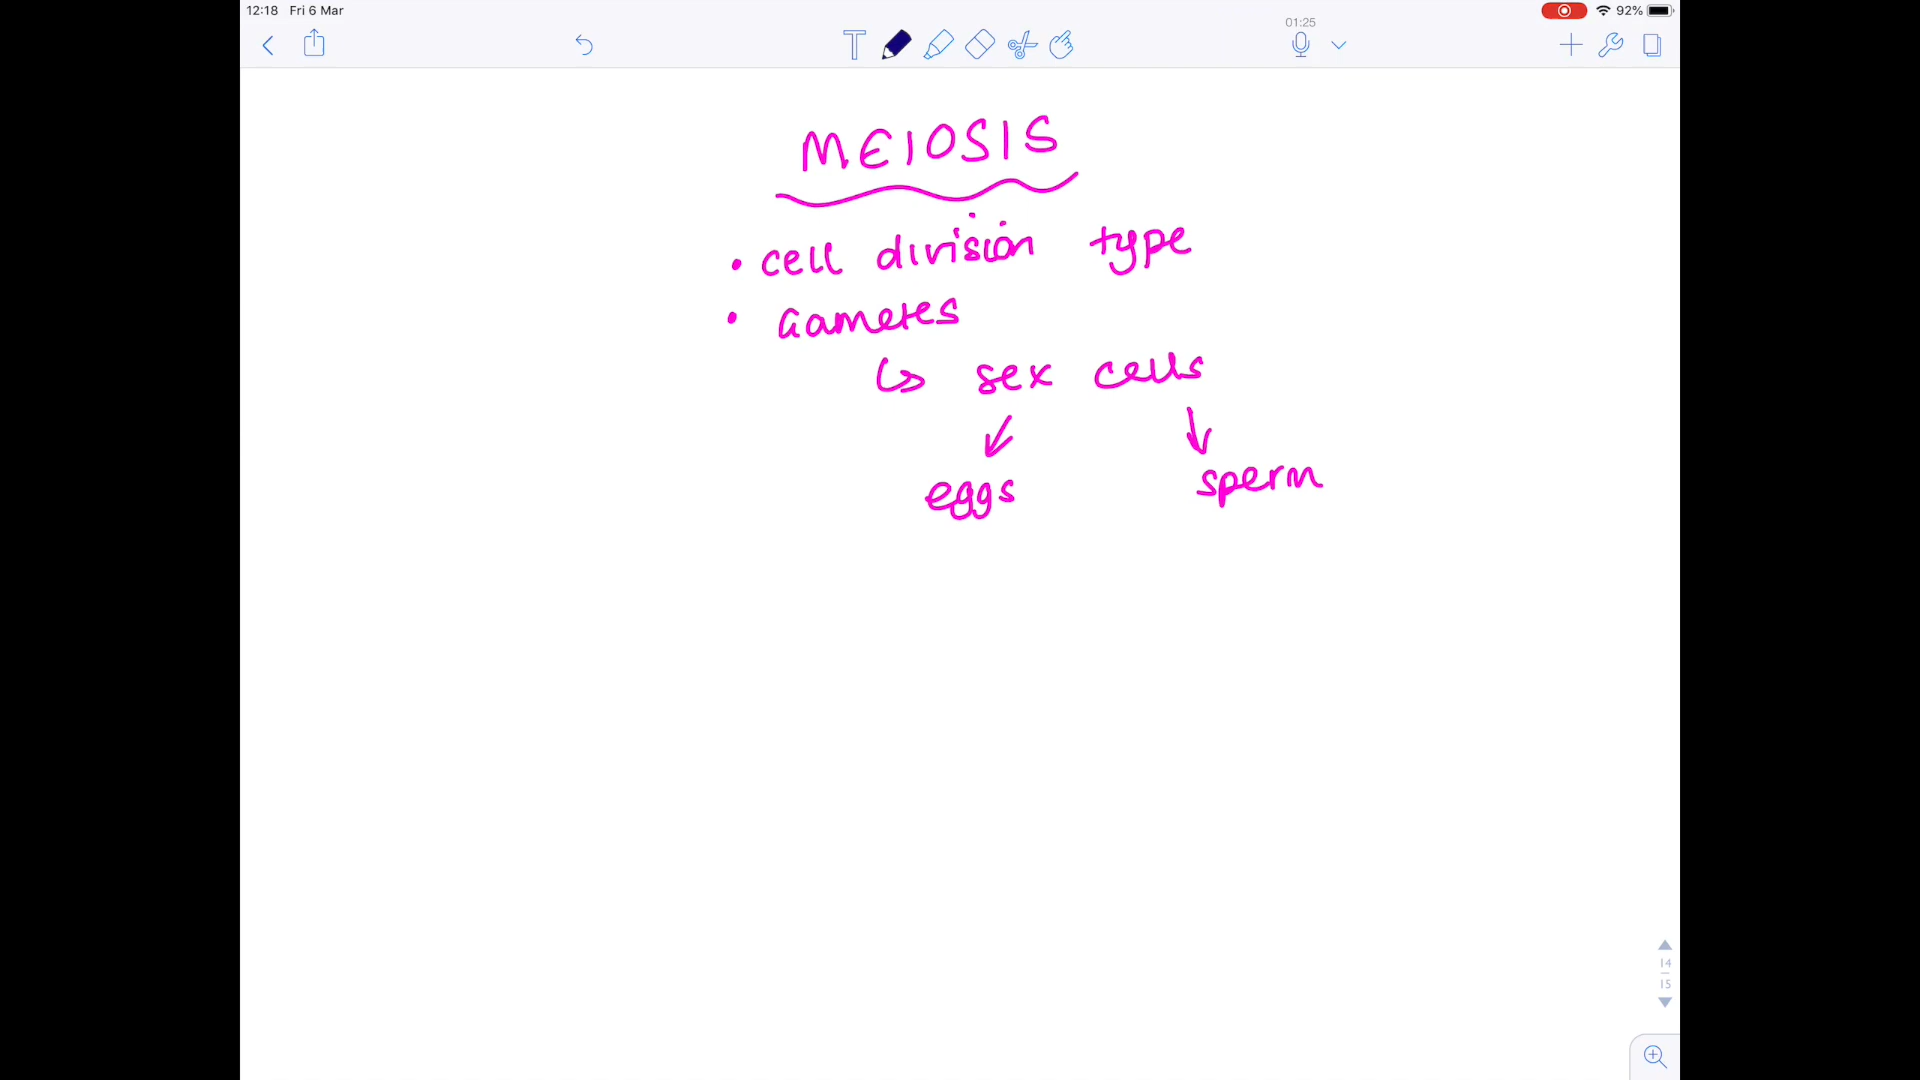 12:18 Fri 6 Mar
92%
01:25
T
MEIOSIS
• cell division type
• Gametes
↳ sex cells
↙ ↓
eggs sperm
14
15